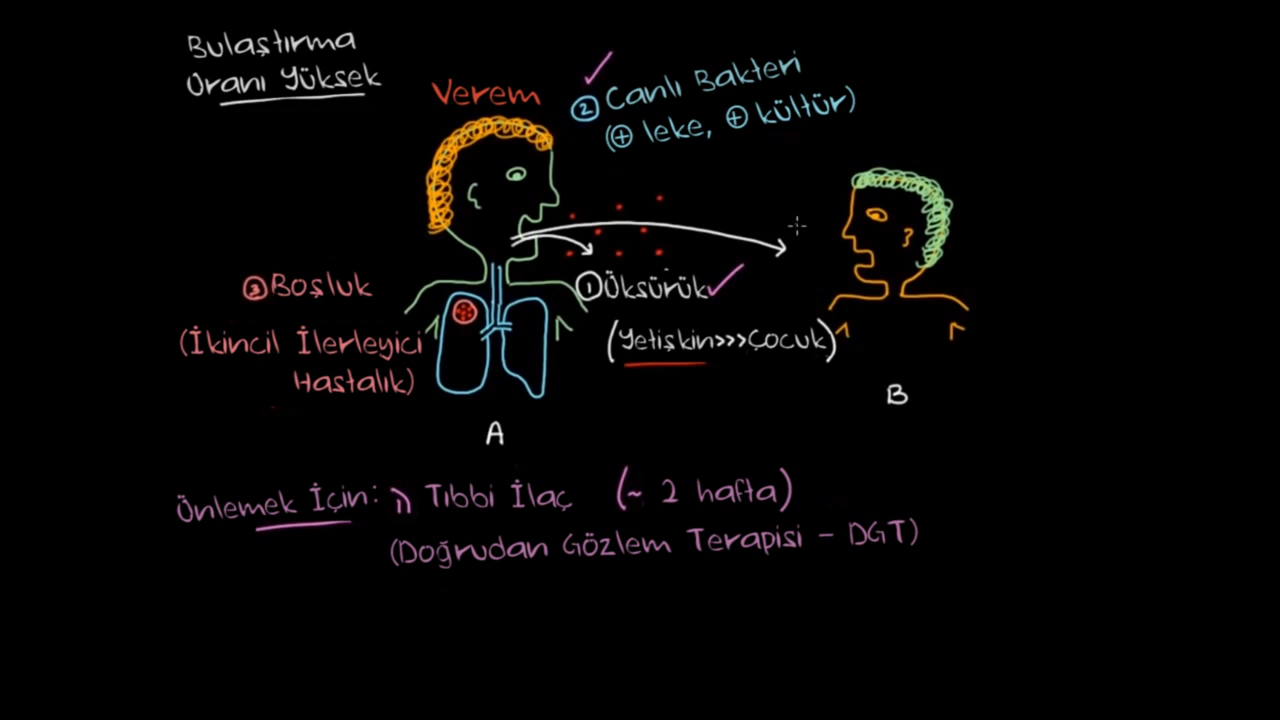 Bulaştırma
Oranı Yüksek
Verem
② Canlı Bakteri
(⊕ leke, ⊕ kültür)
③ Boşluk
(İkincil İlerleyici
Hastalık)
① Üksürük
(Yetişkin>>>Çocuk)
A
B
Önlemek İçin: 1) Tıbbi İlaç (~ 2 hafta)
(Doğrudan Gözlem Terapisi - DGT)